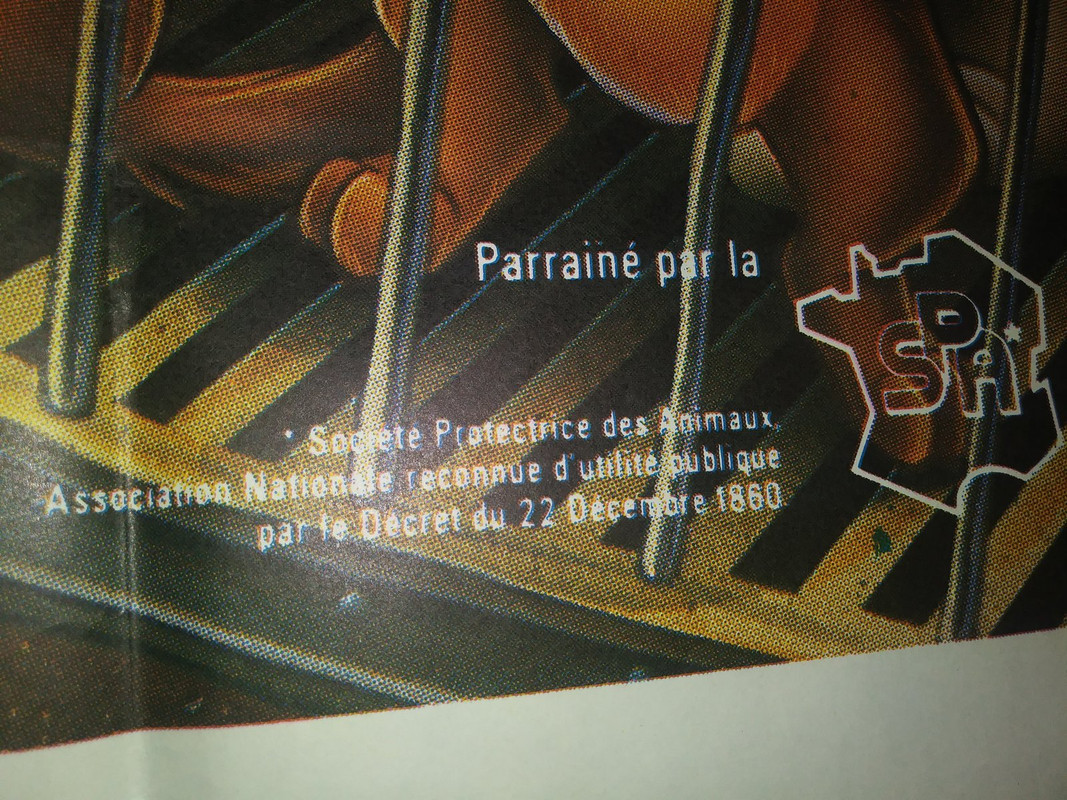 Parrainé par la
SPA*
* Société Protectrice des Animaux,
Association Nationale reconnue d'utilité publique
par le Décret du 22 Décembre 1860